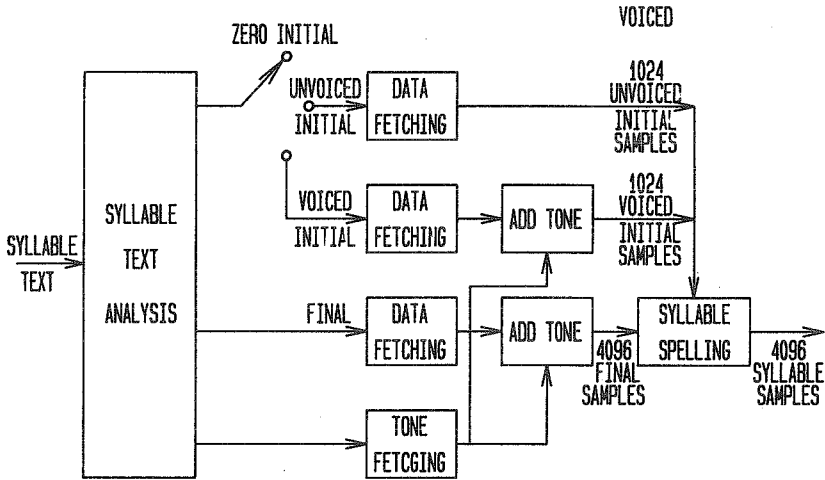 VOICED
ZERO INITIAL
UNVOICED
INITIAL
DATA
FETCHING
1024
UNVOICED
INITIAL
SAMPLES
VOICED
INITIAL
DATA
FETCHING
ADD TONE
1024
VOICED
INITIAL
SAMPLES
SYLLABLE
TEXT
SYLLABLE
TEXT
ANALYSIS
FINAL
DATA
FETCHING
ADD TONE
4096
FINAL
SAMPLES
SYLLABLE
SPELLING
4096
SYLLABLE
SAMPLES
TONE
FETCGING